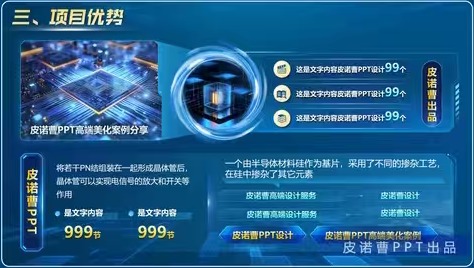 三、项目优势
皮诺曹PPT高端美化案例分享
这是文字内容皮诺曹PPT设计99个
这是文字内容皮诺曹PPT设计99个
这是文字内容皮诺曹PPT设计99个
皮诺曹出品
皮诺曹PPT
将若干PN结组装在一起形成晶体管后,
晶体管可以实现电信号的放大和开关等
作用
是文字内容
999节
是文字内容
999节
一个由半导体材料硅作为基片，采用了不同的掺杂工艺，
在硅中掺杂了其它元素
皮诺曹高端设计服务
皮诺曹设计
皮诺曹高端设计服务
皮诺曹设计
皮诺曹PPT设计
皮诺曹PPT高端美化案例
皮诺曹PPT出品